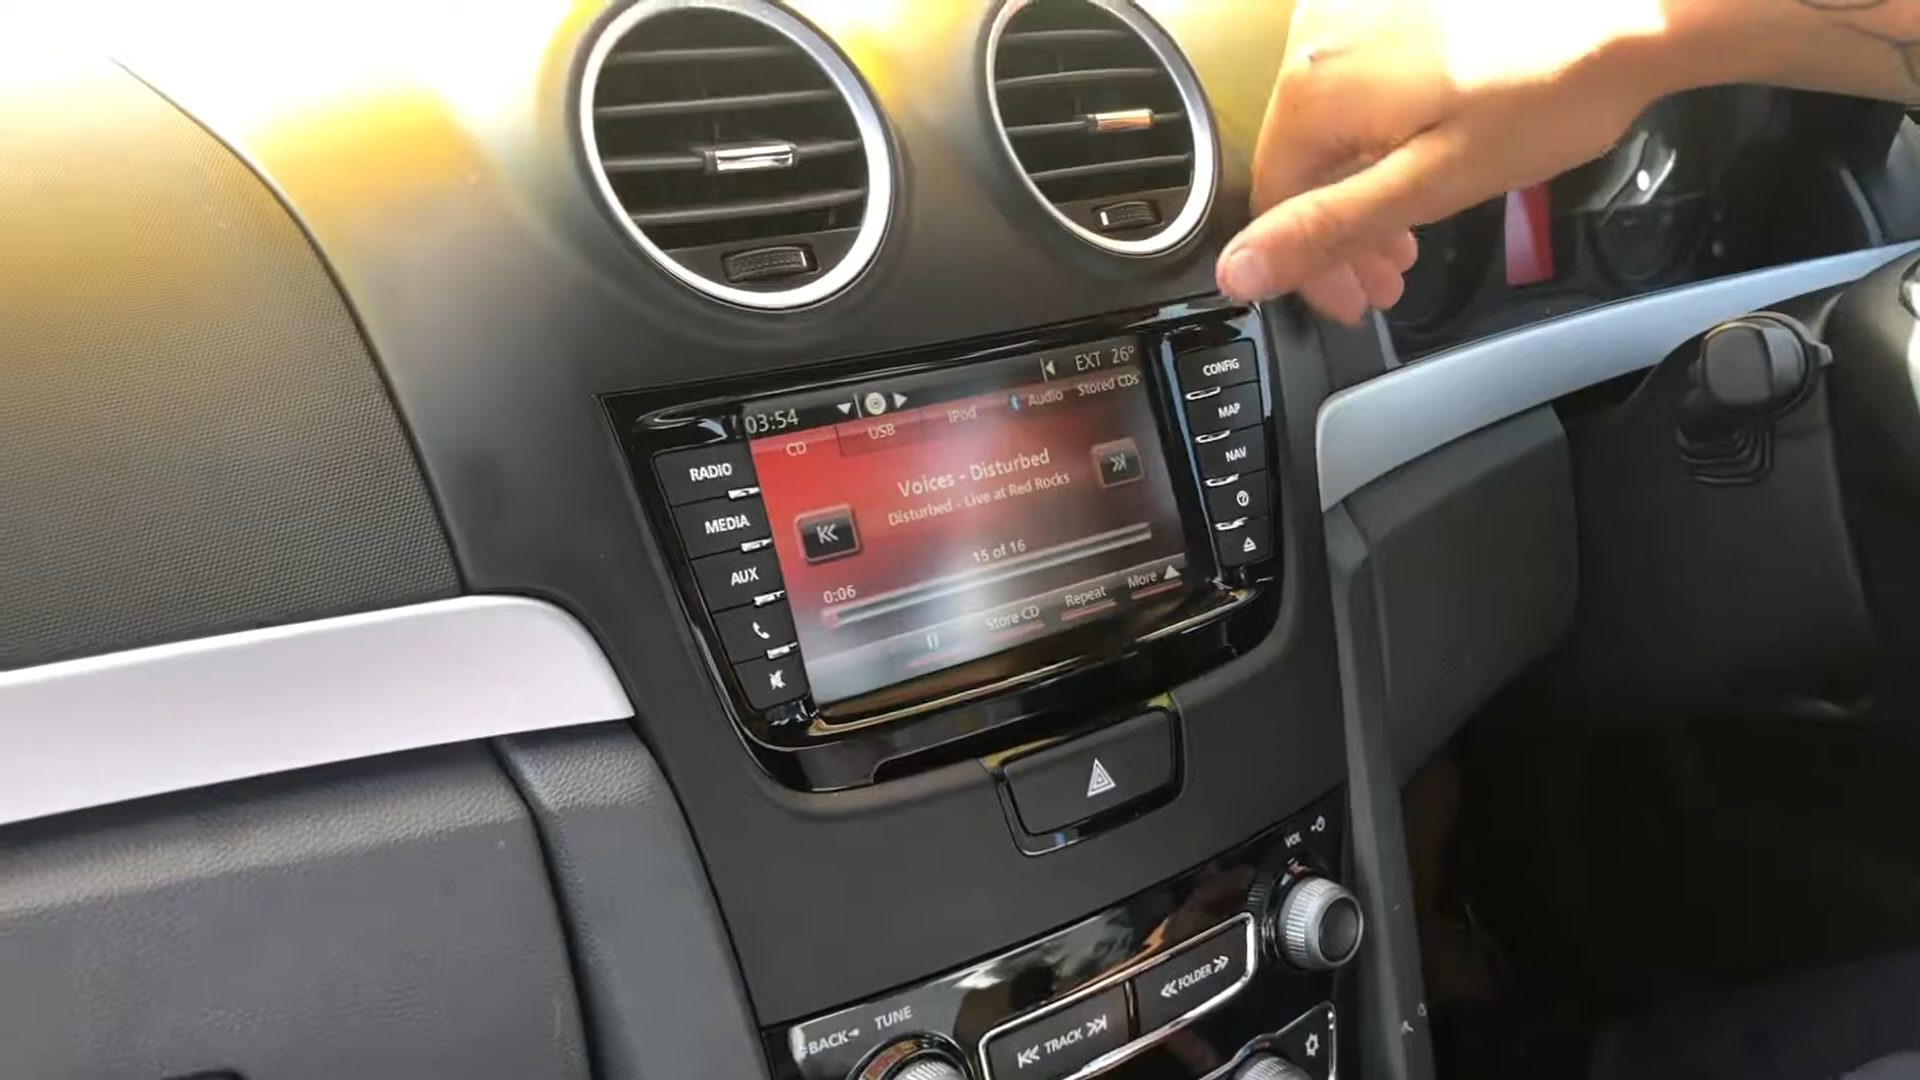 03:54
EXT 26°
CD
USB
iPod
Audio
Stored CDs
Voices - Disturbed
Disturbed - Live at Red Rocks
15 of 16
0:06
Store CD
Repeat
More
RADIO
MEDIA
AUX
CONFIG
MAP
NAV
?
VOL
BACK
TUNE
TRACK
FOLDER